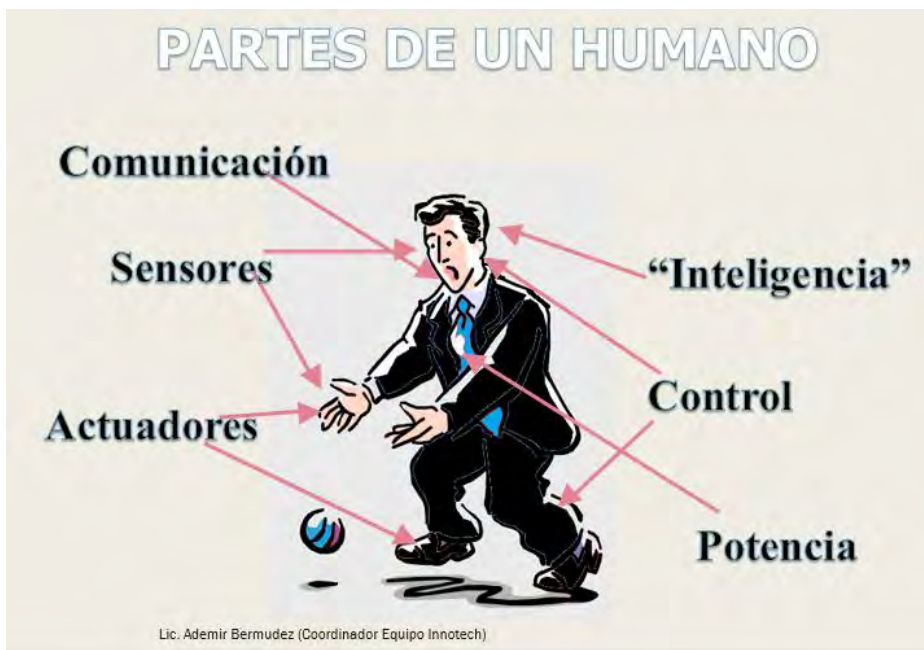 PARTES DE UN HUMANO
Comunicación
Sensores
“Inteligencia”
Control
Actuadores
Potencia
Lic. Ademir Bermudez (Coordinador Equipo Innotech)